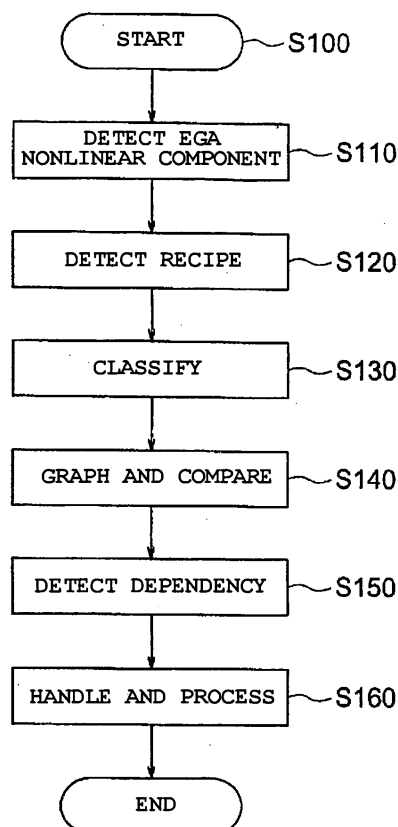 START
S100
DETECT EGA
NONLINEAR COMPONENT
S110
DETECT RECIPE
S120
CLASSIFY
S130
GRAPH AND COMPARE
S140
DETECT DEPENDENCY
S150
HANDLE AND PROCESS
S160
END